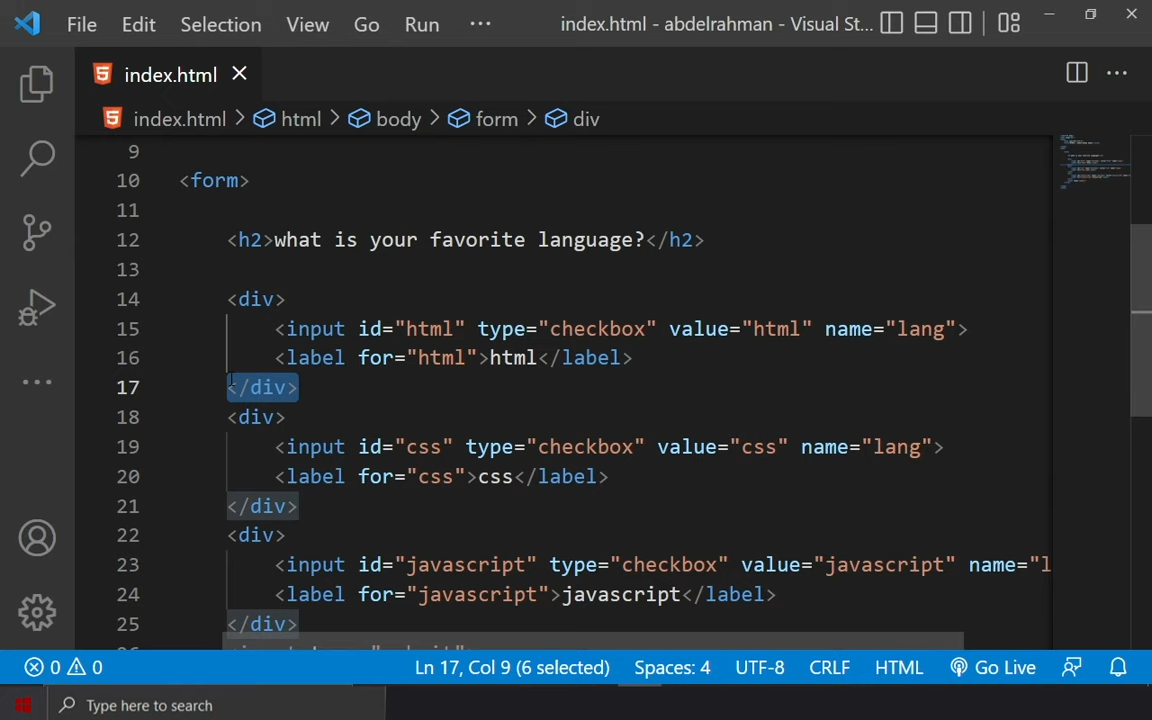 File Edit Selection View Go Run ··· index.html - abdelrahman - Visual St...
index.html
index.html > html > body > form > div
9
10 <form>
11
12 <h2>what is your favorite language?</h2>
13
14 <div>
15 <input id="html" type="checkbox" value="html" name="lang">
16 <label for="html">html</label>
17 </div>
18 <div>
19 <input id="css" type="checkbox" value="css" name="lang">
20 <label for="css">css</label>
21 </div>
22 <div>
23 <input id="javascript" type="checkbox" value="javascript" name="l
24 <label for="javascript">javascript</label>
25 </div>
0 0 Ln 17, Col 9 (6 selected) Spaces: 4 UTF-8 CRLF HTML Go Live
Type here to search